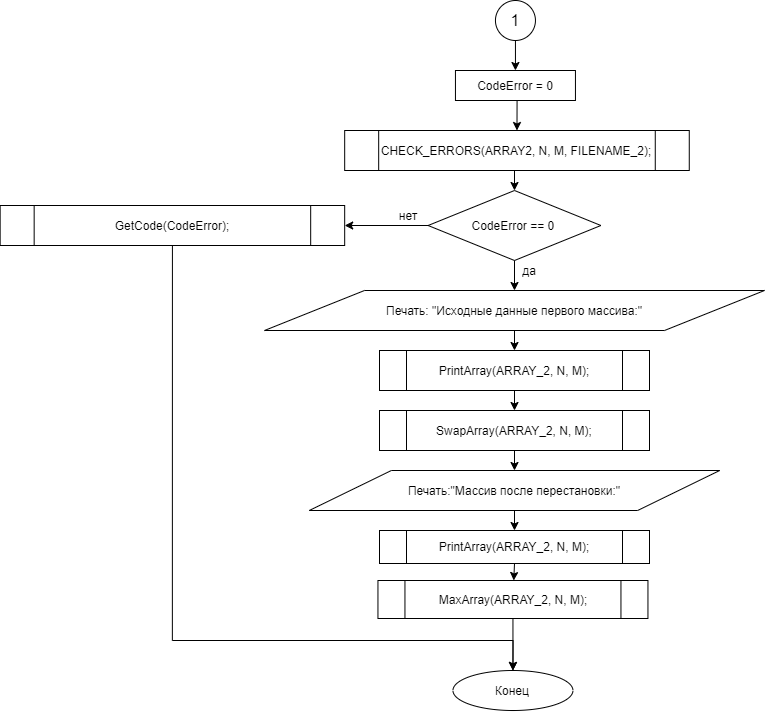 1
CodeError = 0
CHECK_ERRORS(ARRAY2, N, M, FILENAME_2);
CodeError == 0
нет
GetCode(CodeError);
да
Печать: "Исходные данные первого массива:"
PrintArray(ARRAY_2, N, M);
SwapArray(ARRAY_2, N, M);
Печать:"Массив после перестановки:"
PrintArray(ARRAY_2, N, M);
MaxArray(ARRAY_2, N, M);
Конец